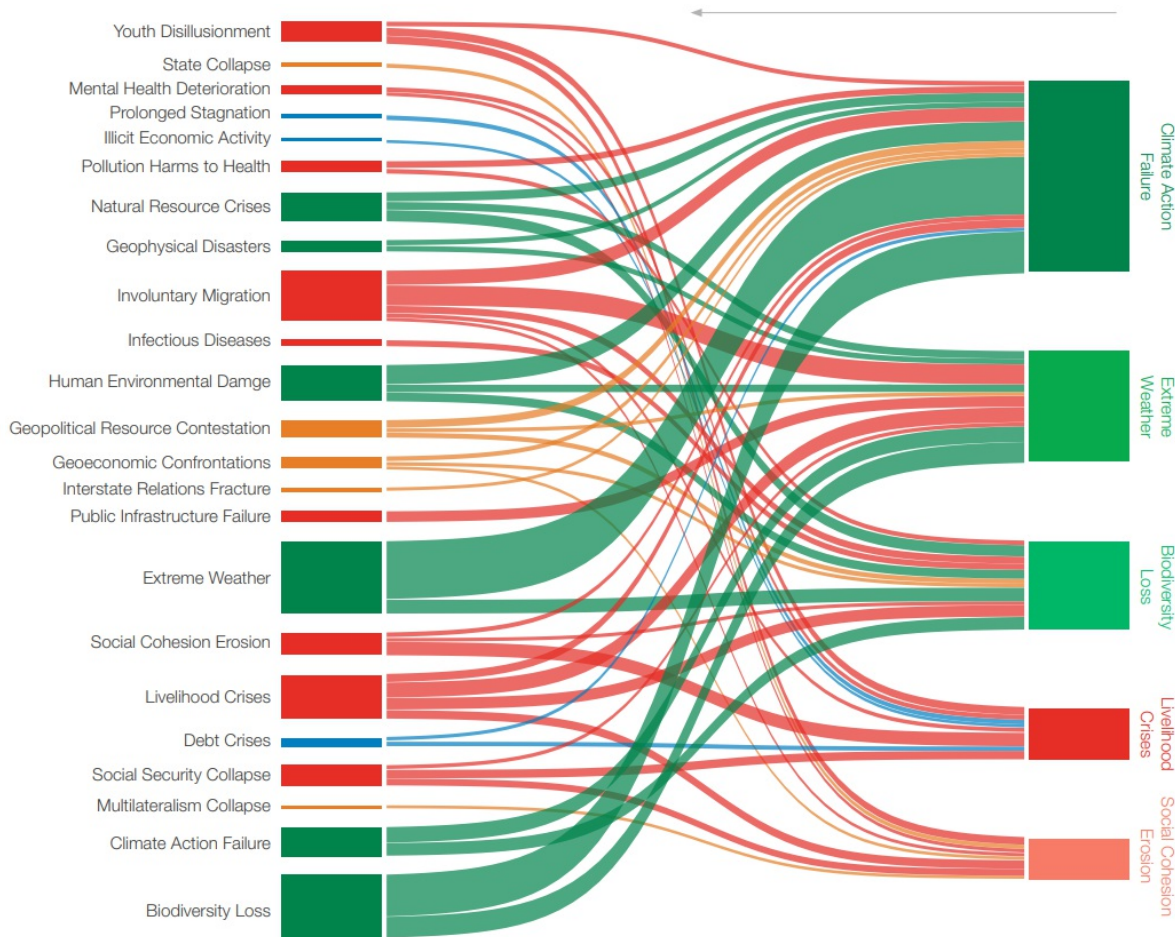 Youth Disillusionment
State Collapse
Mental Health Deterioration
Prolonged Stagnation
Illicit Economic Activity
Pollution Harms to Health
Natural Resource Crises
Geophysical Disasters
Involuntary Migration
Infectious Diseases
Human Environmental Damge
Geopolitical Resource Contestation
Geoeconomic Confrontations
Interstate Relations Fracture
Public Infrastructure Failure
Extreme Weather
Social Cohesion Erosion
Livelihood Crises
Debt Crises
Social Security Collapse
Multilateralism Collapse
Climate Action Failure
Biodiversity Loss
Climate Action
Failure
Extreme
Weather
Biodiversity
Loss
Livelihood
Crises
Social Cohesion
Erosion